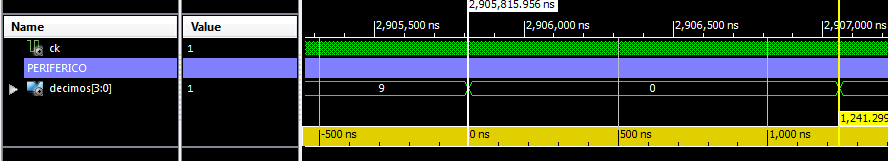 2,905,815.956 ns
Name Value 2,905,500 ns 2,906,000 ns 2,906,500 ns 2,907,000 ns
ck 1
PERIFERICO
decimos[3:0] 1 9 0
1,241.299
-500 ns 0 ns 500 ns 1,000 ns